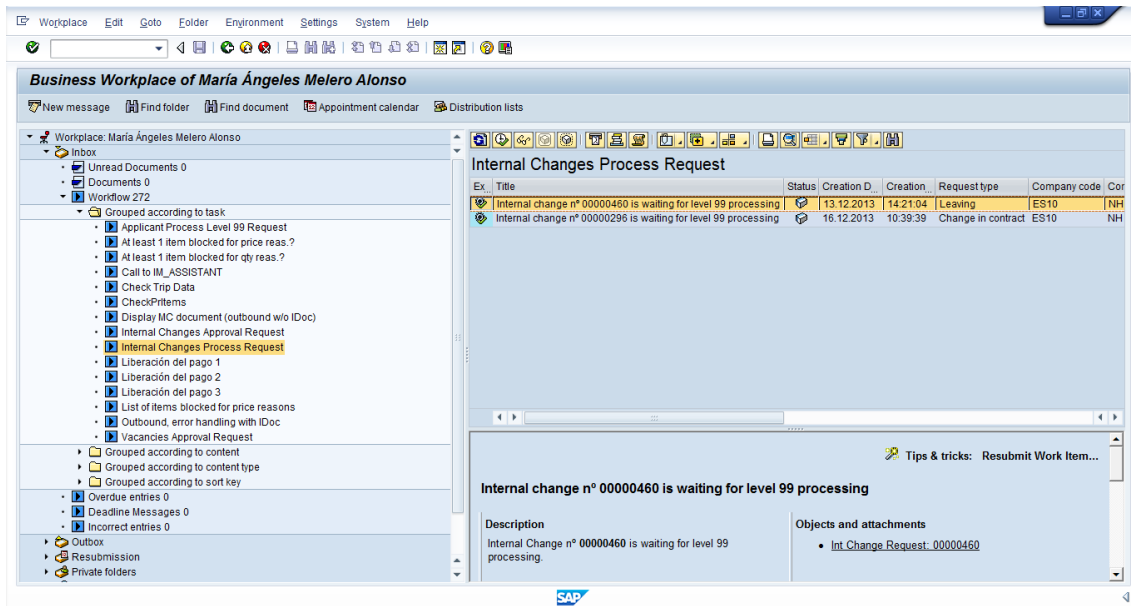 Workplace Edit Goto Folder Environment Settings System Help
Business Workplace of María Ángeles Melero Alonso
New message Find folder Find document Appointment calendar Distribution lists
Workplace: María Ángeles Melero Alonso
Inbox
Unread Documents 0
Documents 0
Workflow 272
Grouped according to task
Applicant Process Level 99 Request
At least 1 item blocked for price reas.?
At least 1 item blocked for qty reas.?
Call to IM_ASSISTANT
Check Trip Data
CheckPrItems
Display MC document (outbound w/o IDoc)
Internal Changes Approval Request
Internal Changes Process Request
Liberación del pago 1
Liberación del pago 2
Liberación del pago 3
List of items blocked for price reasons
Outbound, error handling with IDoc
Vacancies Approval Request
Grouped according to content
Grouped according to content type
Grouped according to sort key
Overdue entries 0
Deadline Messages 0
Incorrect entries 0
Outbox
Resubmission
Private folders
Internal Changes Process Request
Ex... Title Status Creation D... Creation... Request type Company code Cor
Internal change nº 00000460 is waiting for level 99 processing 13.12.2013 14:21:04 Leaving ES10 NH
Internal change nº 00000296 is waiting for level 99 processing 16.12.2013 10:39:39 Change in contract ES10 NH
Tips & tricks: Resubmit Work Item...
Internal change nº 00000460 is waiting for level 99 processing
Description
Internal Change nº 00000460 is waiting for level 99
processing.
Objects and attachments
Int Change Request: 00000460
SAP